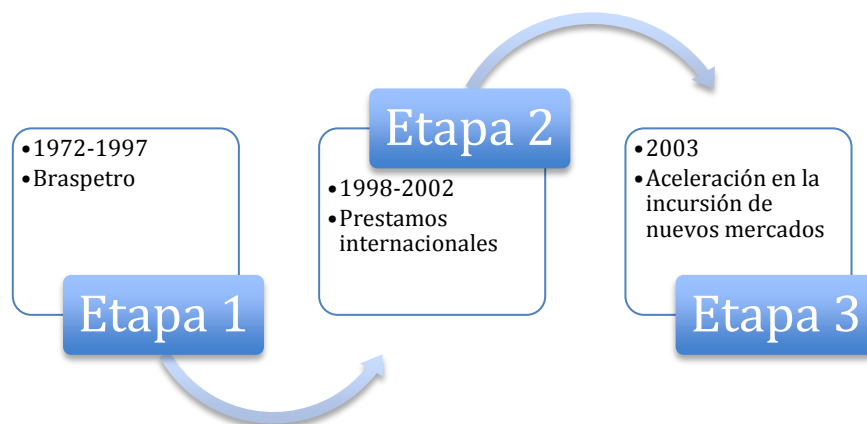 •1972-1997
•Braspetro
Etapa 1
Etapa 2
•1998-2002
•Prestamos
internacionales
•2003
•Aceleración en la
incursión de
nuevos mercados
Etapa 3